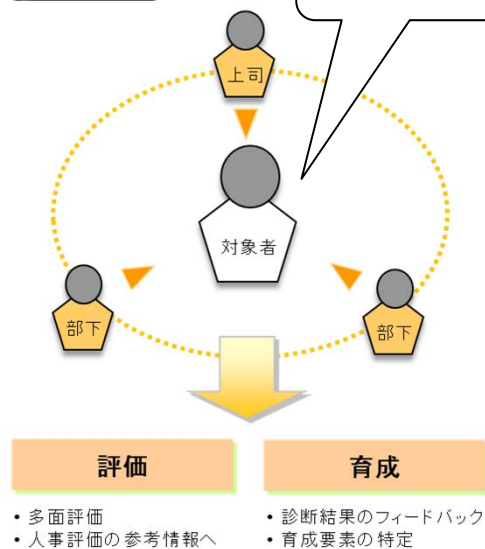 上司
対象者
部下
部下
評価
育成
・多面評価
・人事評価の参考情報へ
・診断結果のフィードバック
・育成要素の特定